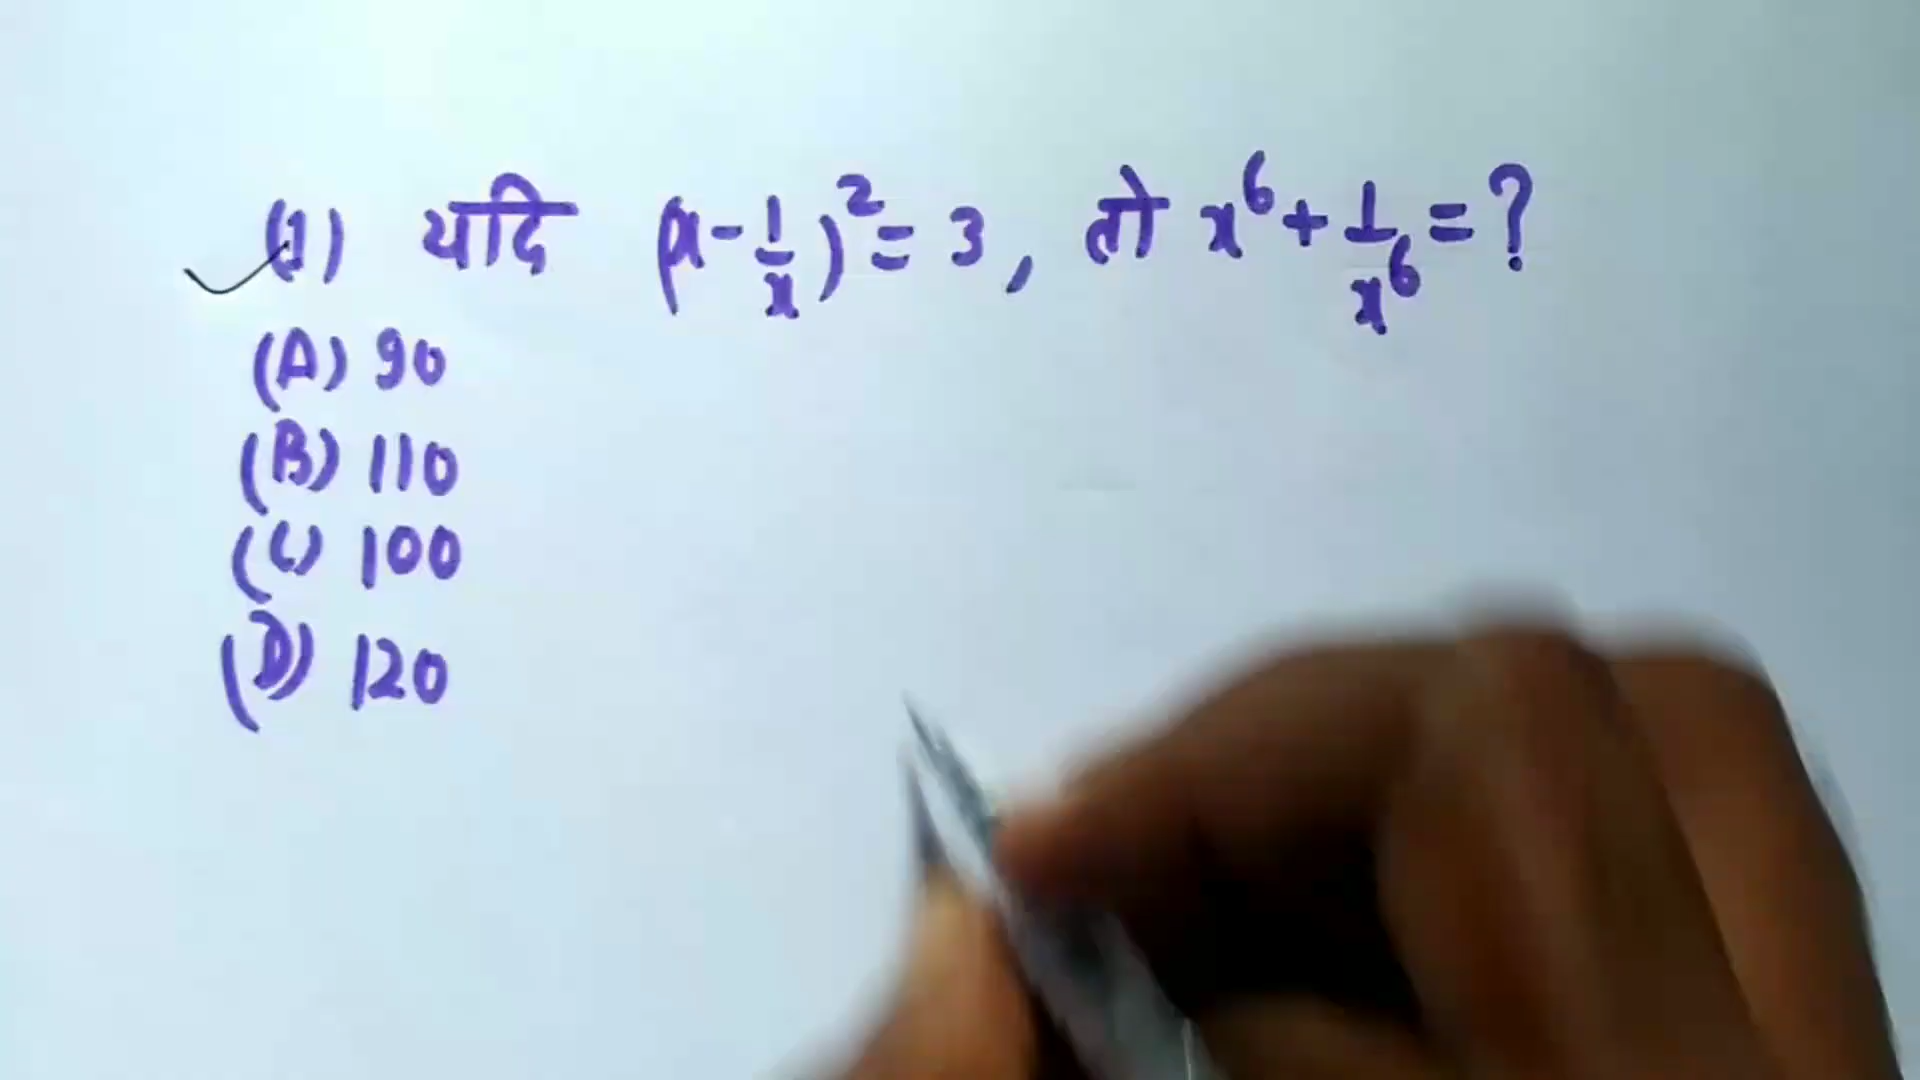 (1) यदि (x-1/x)²= 3, तो x⁶+1/x⁶=?
(A) 90
(B) 110
(C) 100
(D) 120